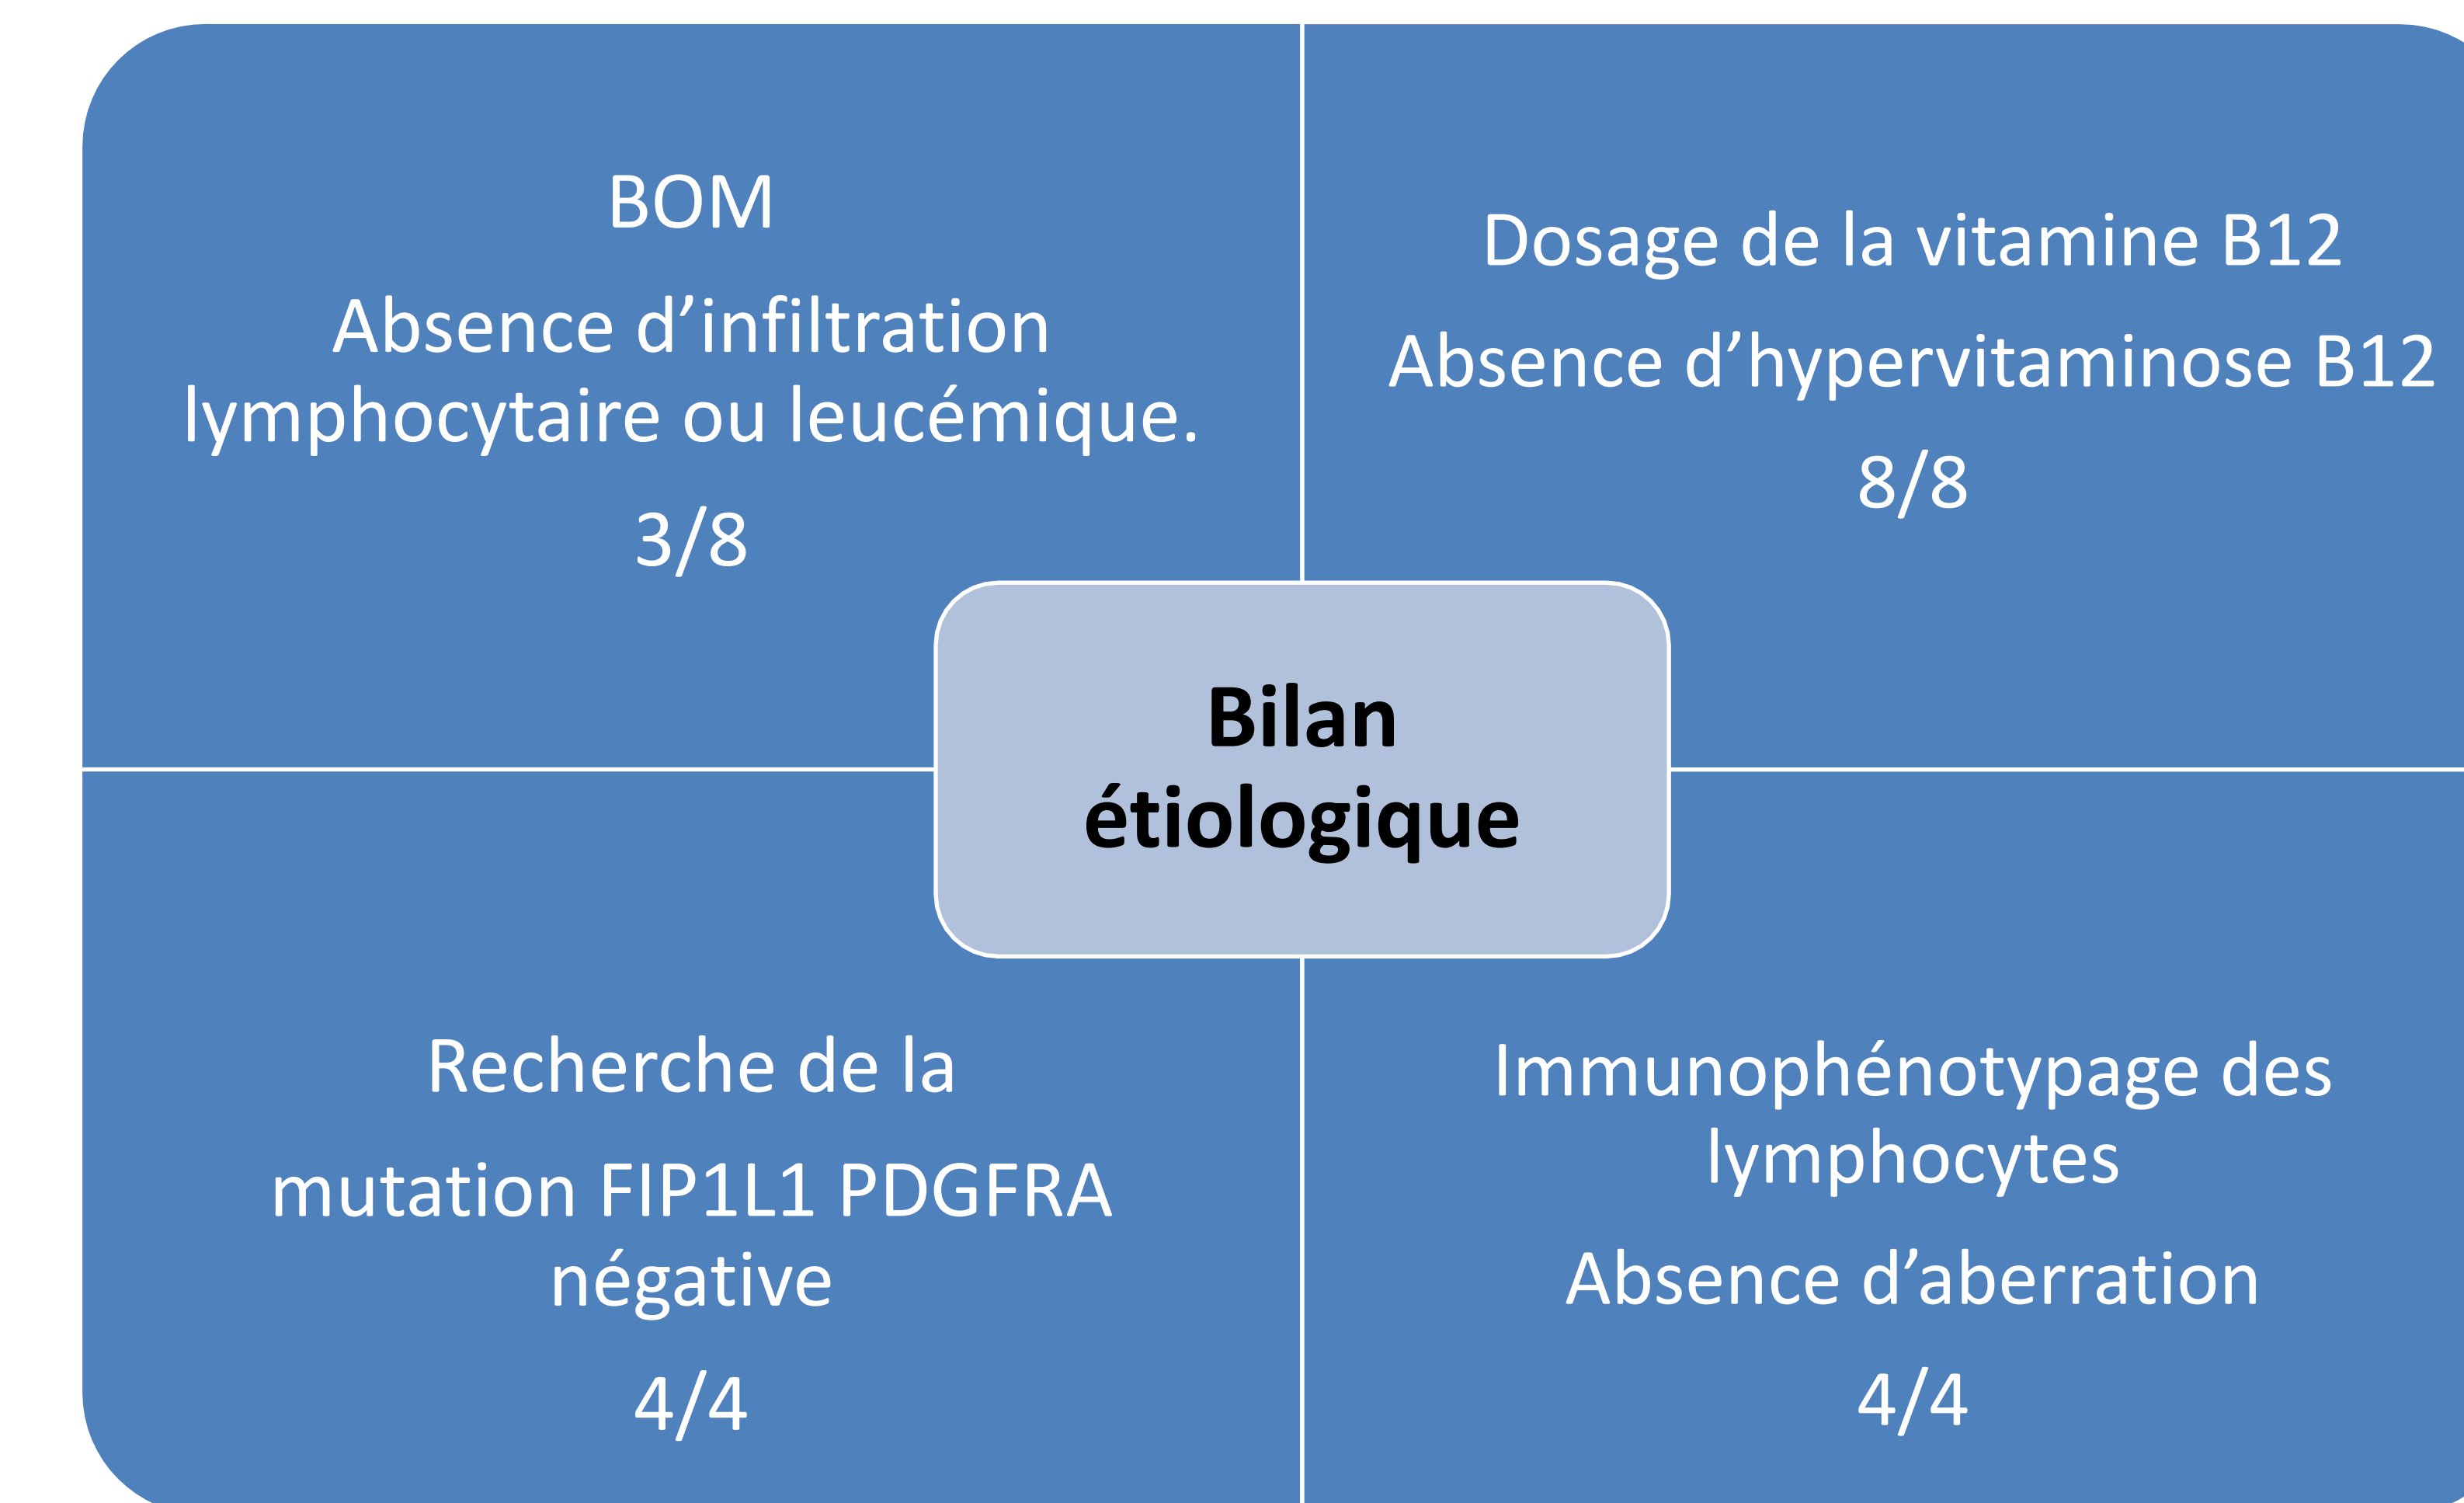 BOM
Absence d’infiltration
lymphocytaire ou leucémique.
3/8
Dosage de la vitamine B12
Absence d’hypervitaminose B12
8/8
Bilan
étiologique
Recherche de la
mutation FIP1L1 PDGFRA
négative
4/4
Immunophénotypage des
lymphocytes
Absence d’aberration
4/4